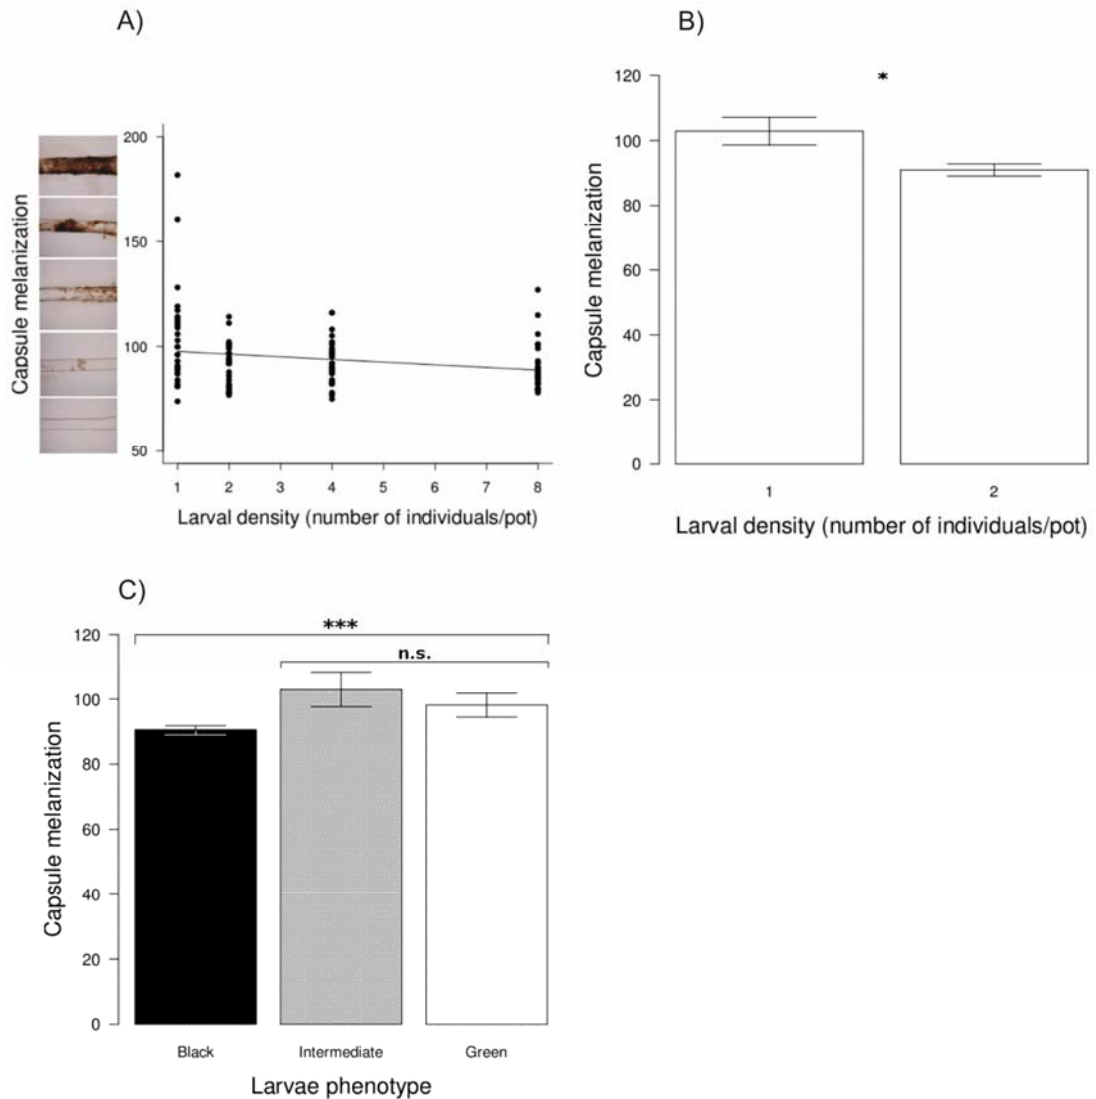 A)
Capsule melanization
200
150
100
50
1 2 3 4 5 6 7 8
Larval density (number of individuals/pot)
B)
*
Capsule melanization
120
100
80
60
40
20
0
1 2
Larval density (number of individuals/pot)
C)
***
n.s.
Capsule melanization
120
100
80
60
40
20
0
Black Intermediate Green
Larvae phenotype